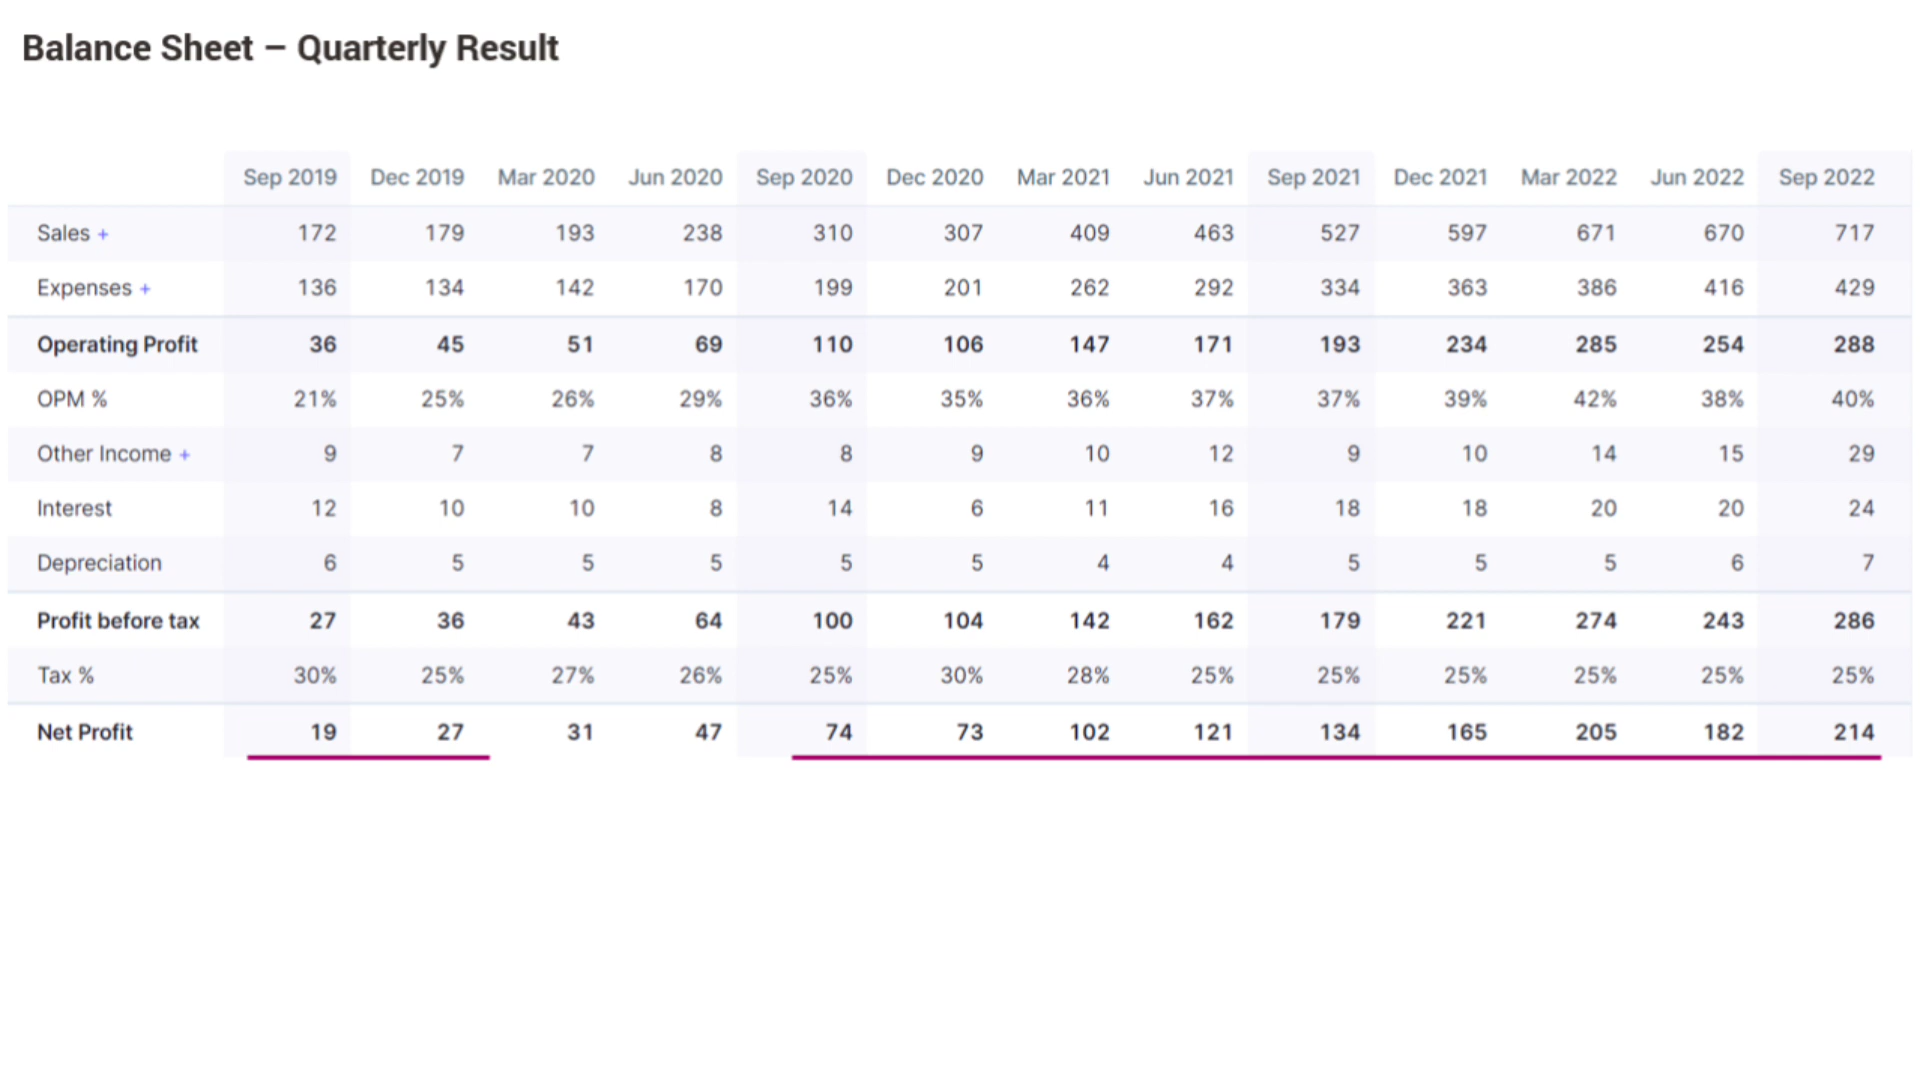 Balance Sheet – Quarterly Result
Sep 2019 Dec 2019 Mar 2020 Jun 2020 Sep 2020 Dec 2020 Mar 2021 Jun 2021 Sep 2021 Dec 2021 Mar 2022 Jun 2022 Sep 2022
Sales + 172 179 193 238 310 307 409 463 527 597 671 670 717
Expenses + 136 134 142 170 199 201 262 292 334 363 386 416 429
Operating Profit 36 45 51 69 110 106 147 171 193 234 285 254 288
OPM % 21% 25% 26% 29% 36% 35% 36% 37% 37% 39% 42% 38% 40%
Other Income + 9 7 7 8 8 9 10 12 9 10 14 15 29
Interest 12 10 10 8 14 6 11 16 18 18 20 20 24
Depreciation 6 5 5 5 5 5 4 4 5 5 5 6 7
Profit before tax 27 36 43 64 100 104 142 162 179 221 274 243 286
Tax % 30% 25% 27% 26% 25% 30% 28% 25% 25% 25% 25% 25% 25%
Net Profit 19 27 31 47 74 73 102 121 134 165 205 182 214